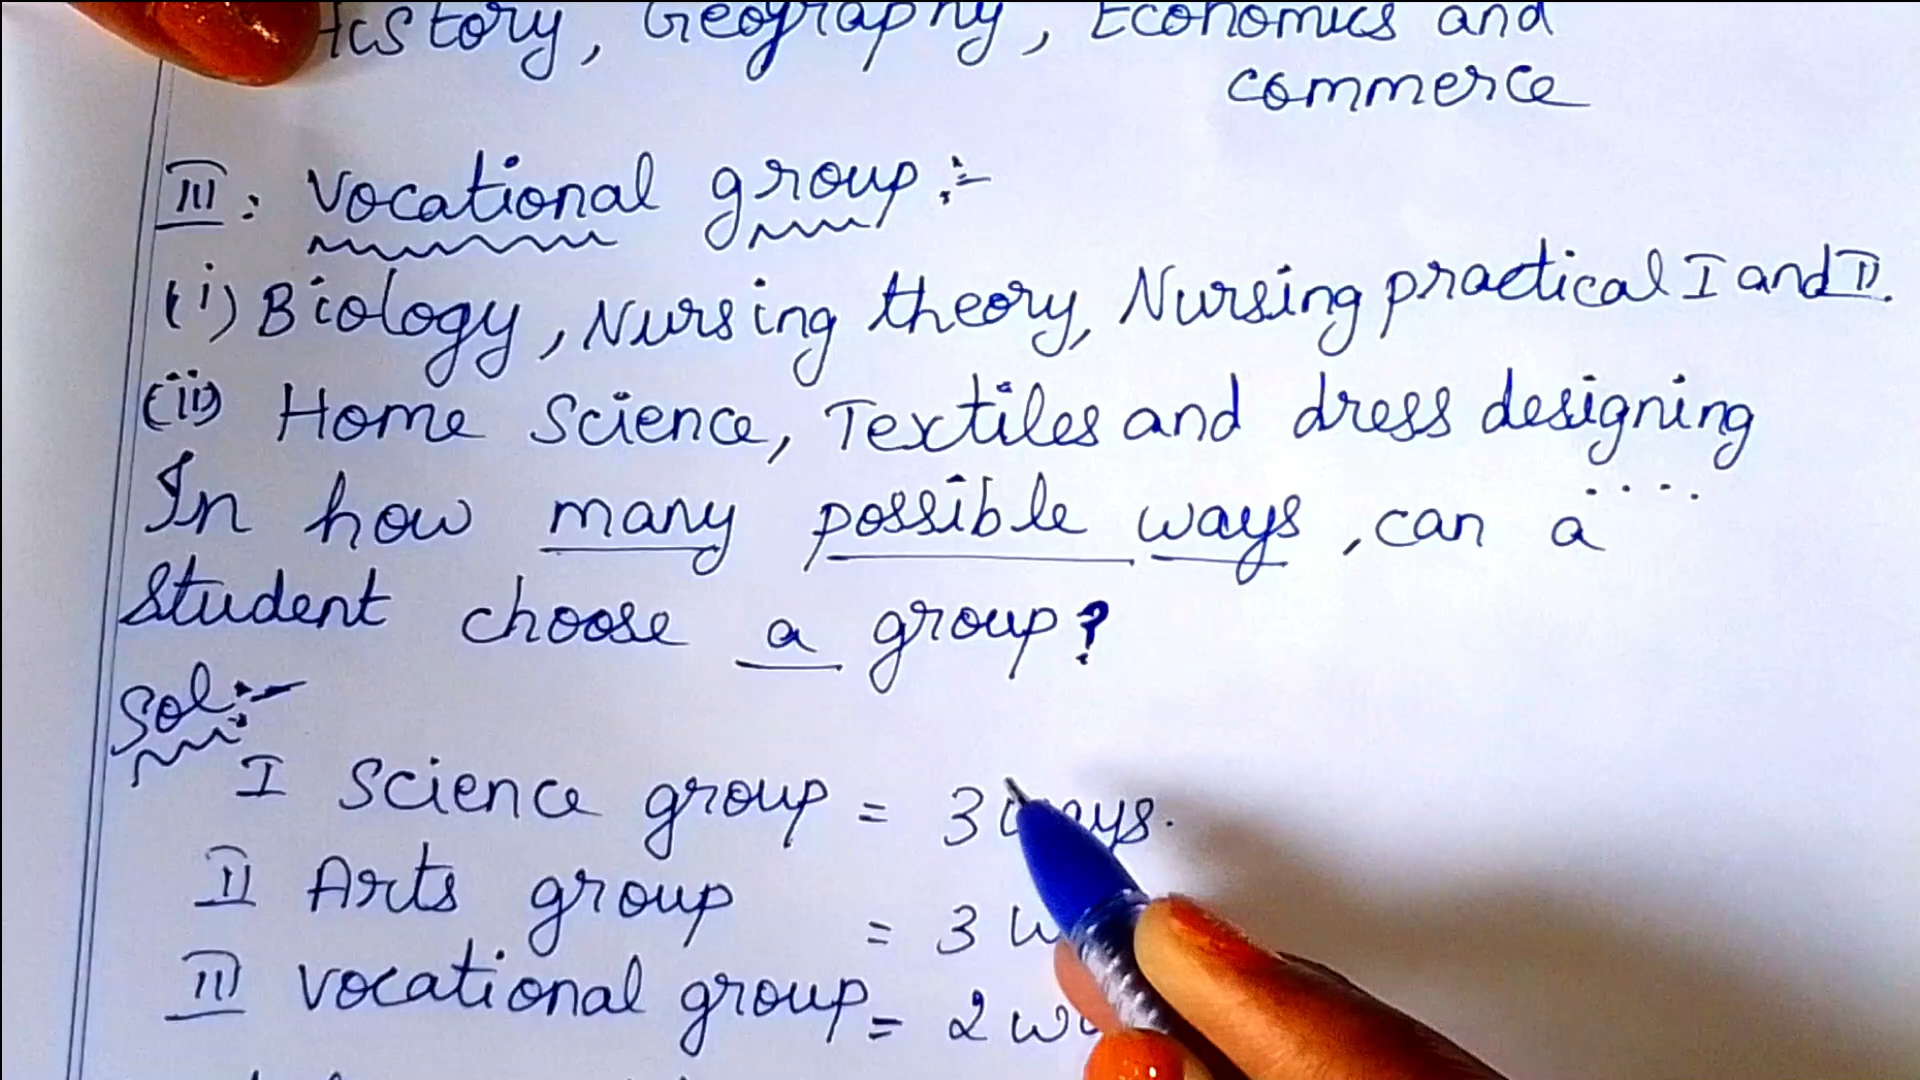 History, Geography, Economics and
commerce
III: Vocational group:-
(i) Biology, Nursing theory, Nursing practical I and II.
(ii) Home Science, Textiles and dress designing
In how many possible ways, can a
student choose a group?
Sol:-
I Science group = 3 ways.
II Arts group = 3
III Vocational group = 2